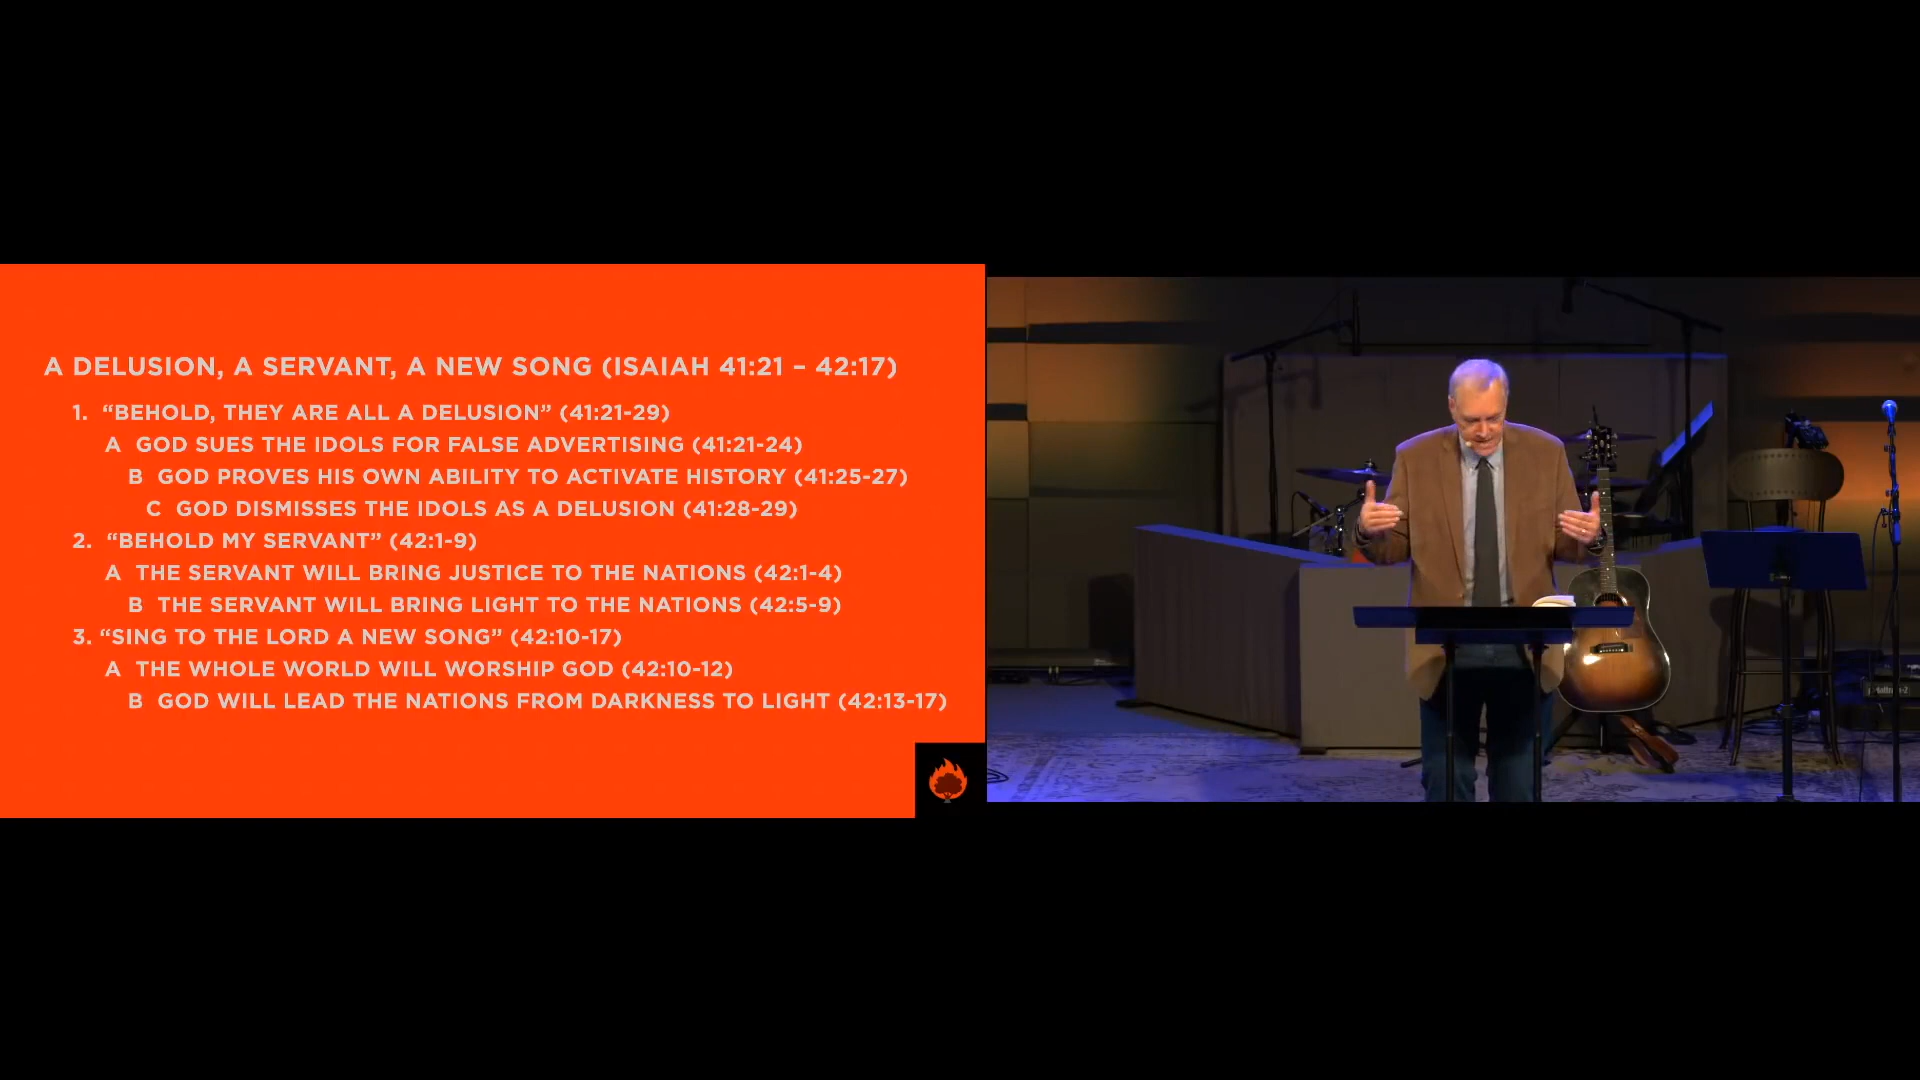 A DELUSION, A SERVANT, A NEW SONG (ISAIAH 41:21 – 42:17)
1. “BEHOLD, THEY ARE ALL A DELUSION” (41:21-29)
A GOD SUES THE IDOLS FOR FALSE ADVERTISING (41:21-24)
B GOD PROVES HIS OWN ABILITY TO ACTIVATE HISTORY (41:25-27)
C GOD DISMISSES THE IDOLS AS A DELUSION (41:28-29)
2. “BEHOLD MY SERVANT” (42:1-9)
A THE SERVANT WILL BRING JUSTICE TO THE NATIONS (42:1-4)
B THE SERVANT WILL BRING LIGHT TO THE NATIONS (42:5-9)
3. “SING TO THE LORD A NEW SONG” (42:10-17)
A THE WHOLE WORLD WILL WORSHIP GOD (42:10-12)
B GOD WILL LEAD THE NATIONS FROM DARKNESS TO LIGHT (42:13-17)